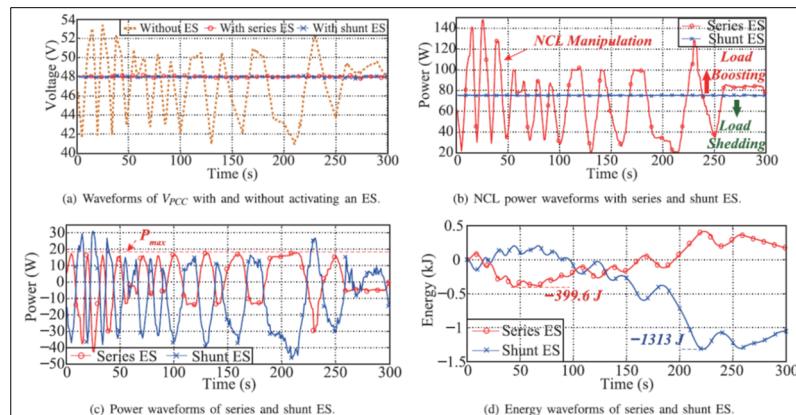 Without ES With series ES With shunt ES
54
52
50
48
46
44
42
40
Voltage (V)
0 50 100 150 200 250 300
Time (s)
(a) Waveforms of VPCC with and without activating an ES.
Series ES
Shunt ES
NCL Manipulation
Load Boosting
Load Shedding
140
120
100
80
60
40
20
Power (W)
0 50 100 150 200 250 300
Time (s)
(b) NCL power waveforms with series and shunt ES.
Pmax
30
20
10
0
−10
−20
−30
−40
−50
Power (W)
Series ES Shunt ES
0 50 100 150 200 250 300
Time (s)
(c) Power waveforms of series and shunt ES.
0.5
0
−0.5
−1
−1.5
Energy (kJ)
−399.6 J
−1313 J
Series ES
Shunt ES
0 50 100 150 200 250 300
Time (s)
(d) Energy waveforms of series and shunt ES.